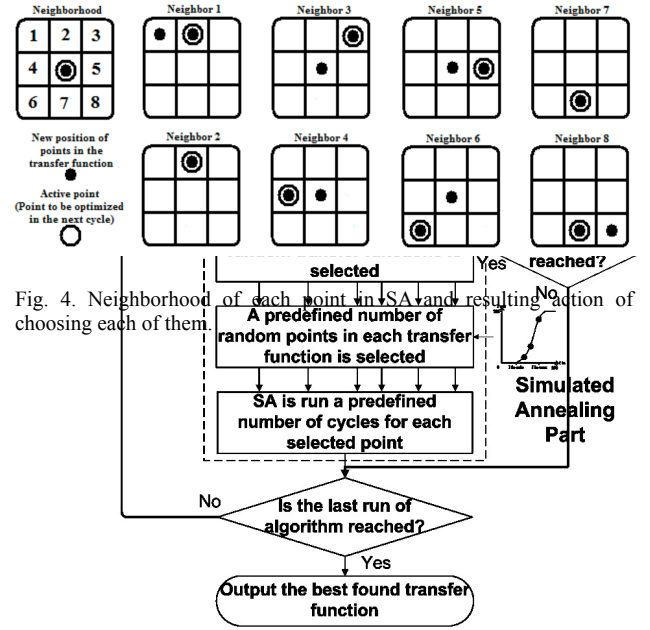 Neighborhood
1 2 3
4 5
6 7 8
Neighbor 1
Neighbor 3
Neighbor 5
Neighbor 7
New position of
points in the
transfer function
Active point
(Point to be optimized
in the next cycle)
Neighbor 2
Neighbor 4
Neighbor 6
Neighbor 8
selected
Yes
reached?
Fig. 4. Neighborhood of each point in SA and resulting action of
choosing each of them.
No
A predefined number of
random points in each transfer
function is selected
Simulated
Annealing
Part
SA is run a predefined
number of cycles for each
selected point
No
Is the last run of
algorithm reached?
Yes
Output the best found transfer
function